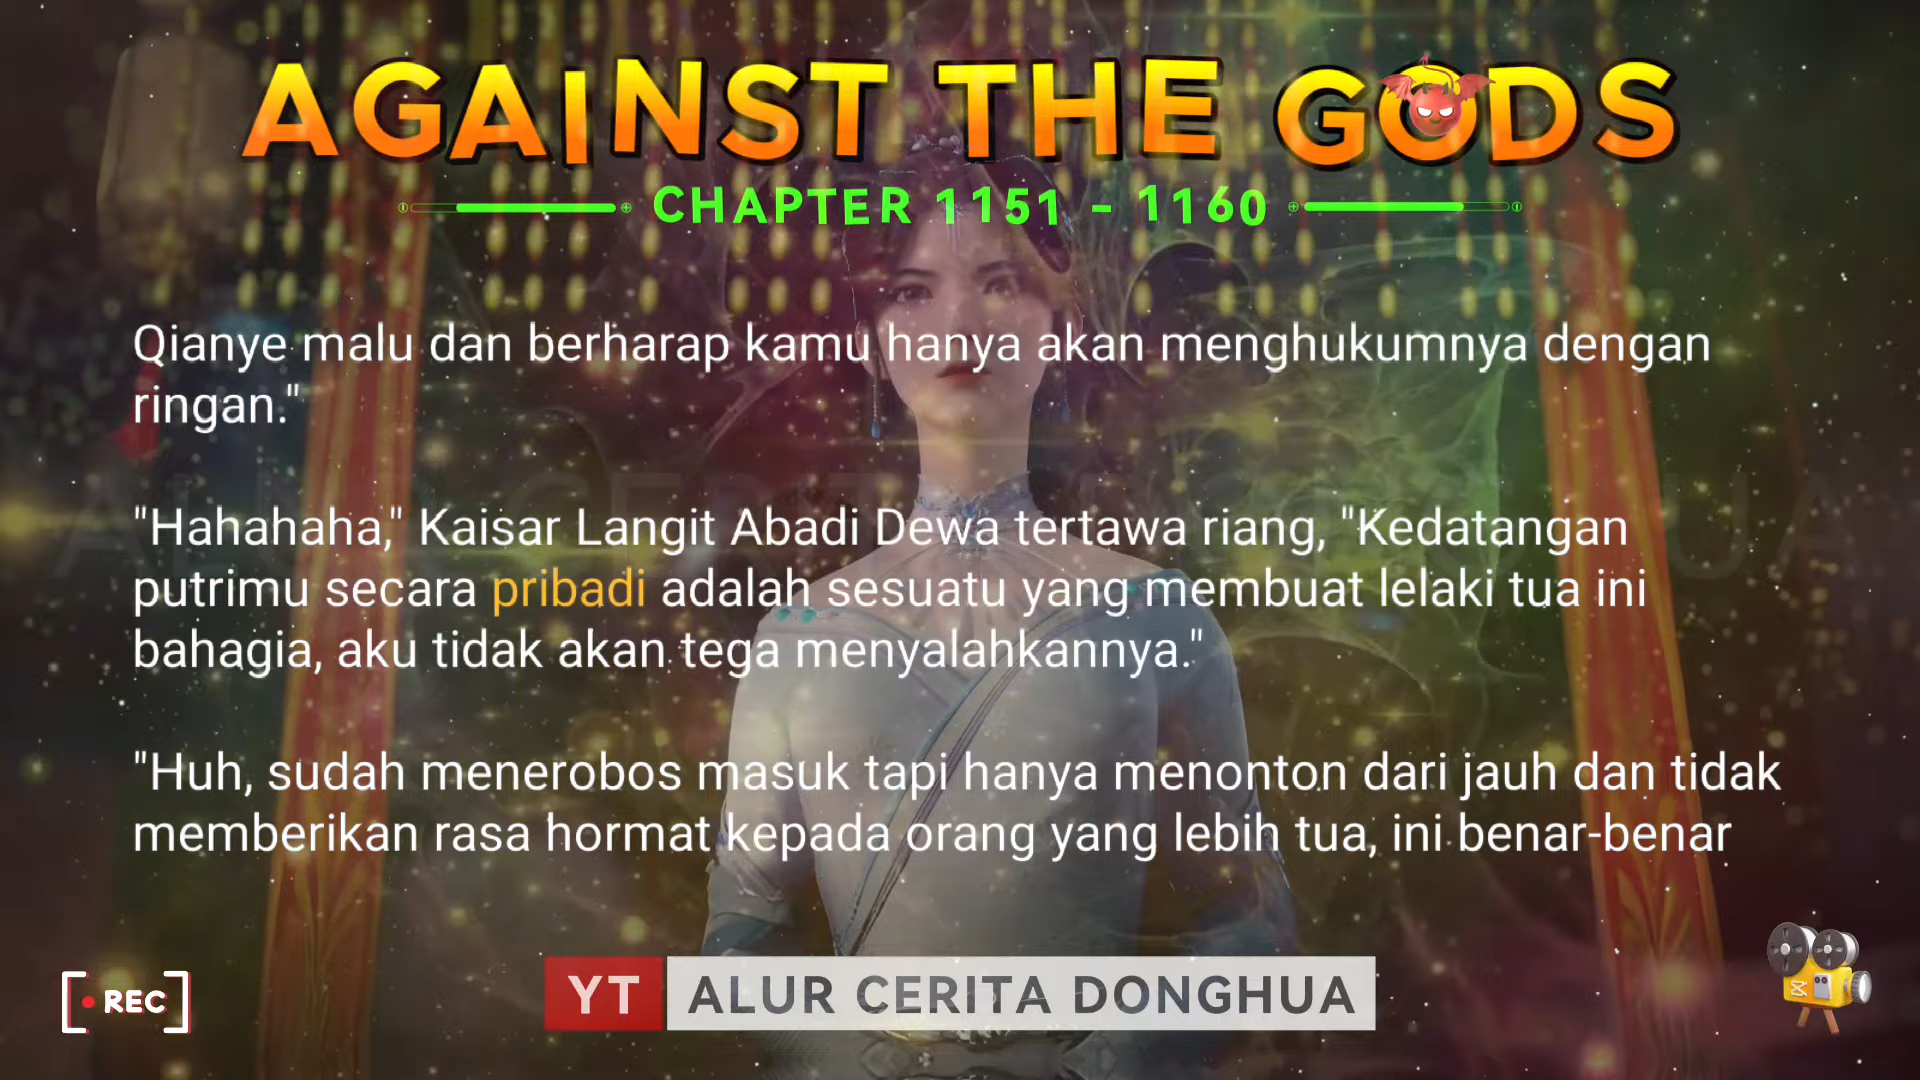 AGAINST THE GODS
CHAPTER 1151 - 1160
Qianye malu dan berharap kamu hanya akan menghukumnya dengan
ringan."
"Hahahaha," Kaisar Langit Abadi Dewa tertawa riang, "Kedatangan
putrimu secara pribadi adalah sesuatu yang membuat lelaki tua ini
bahagia, aku tidak akan tega menyalahkannya."
"Huh, sudah menerobos masuk tapi hanya menonton dari jauh dan tidak
memberikan rasa hormat kepada orang yang lebih tua, ini benar-benar
REC
YT ALUR CERITA DONGHUA